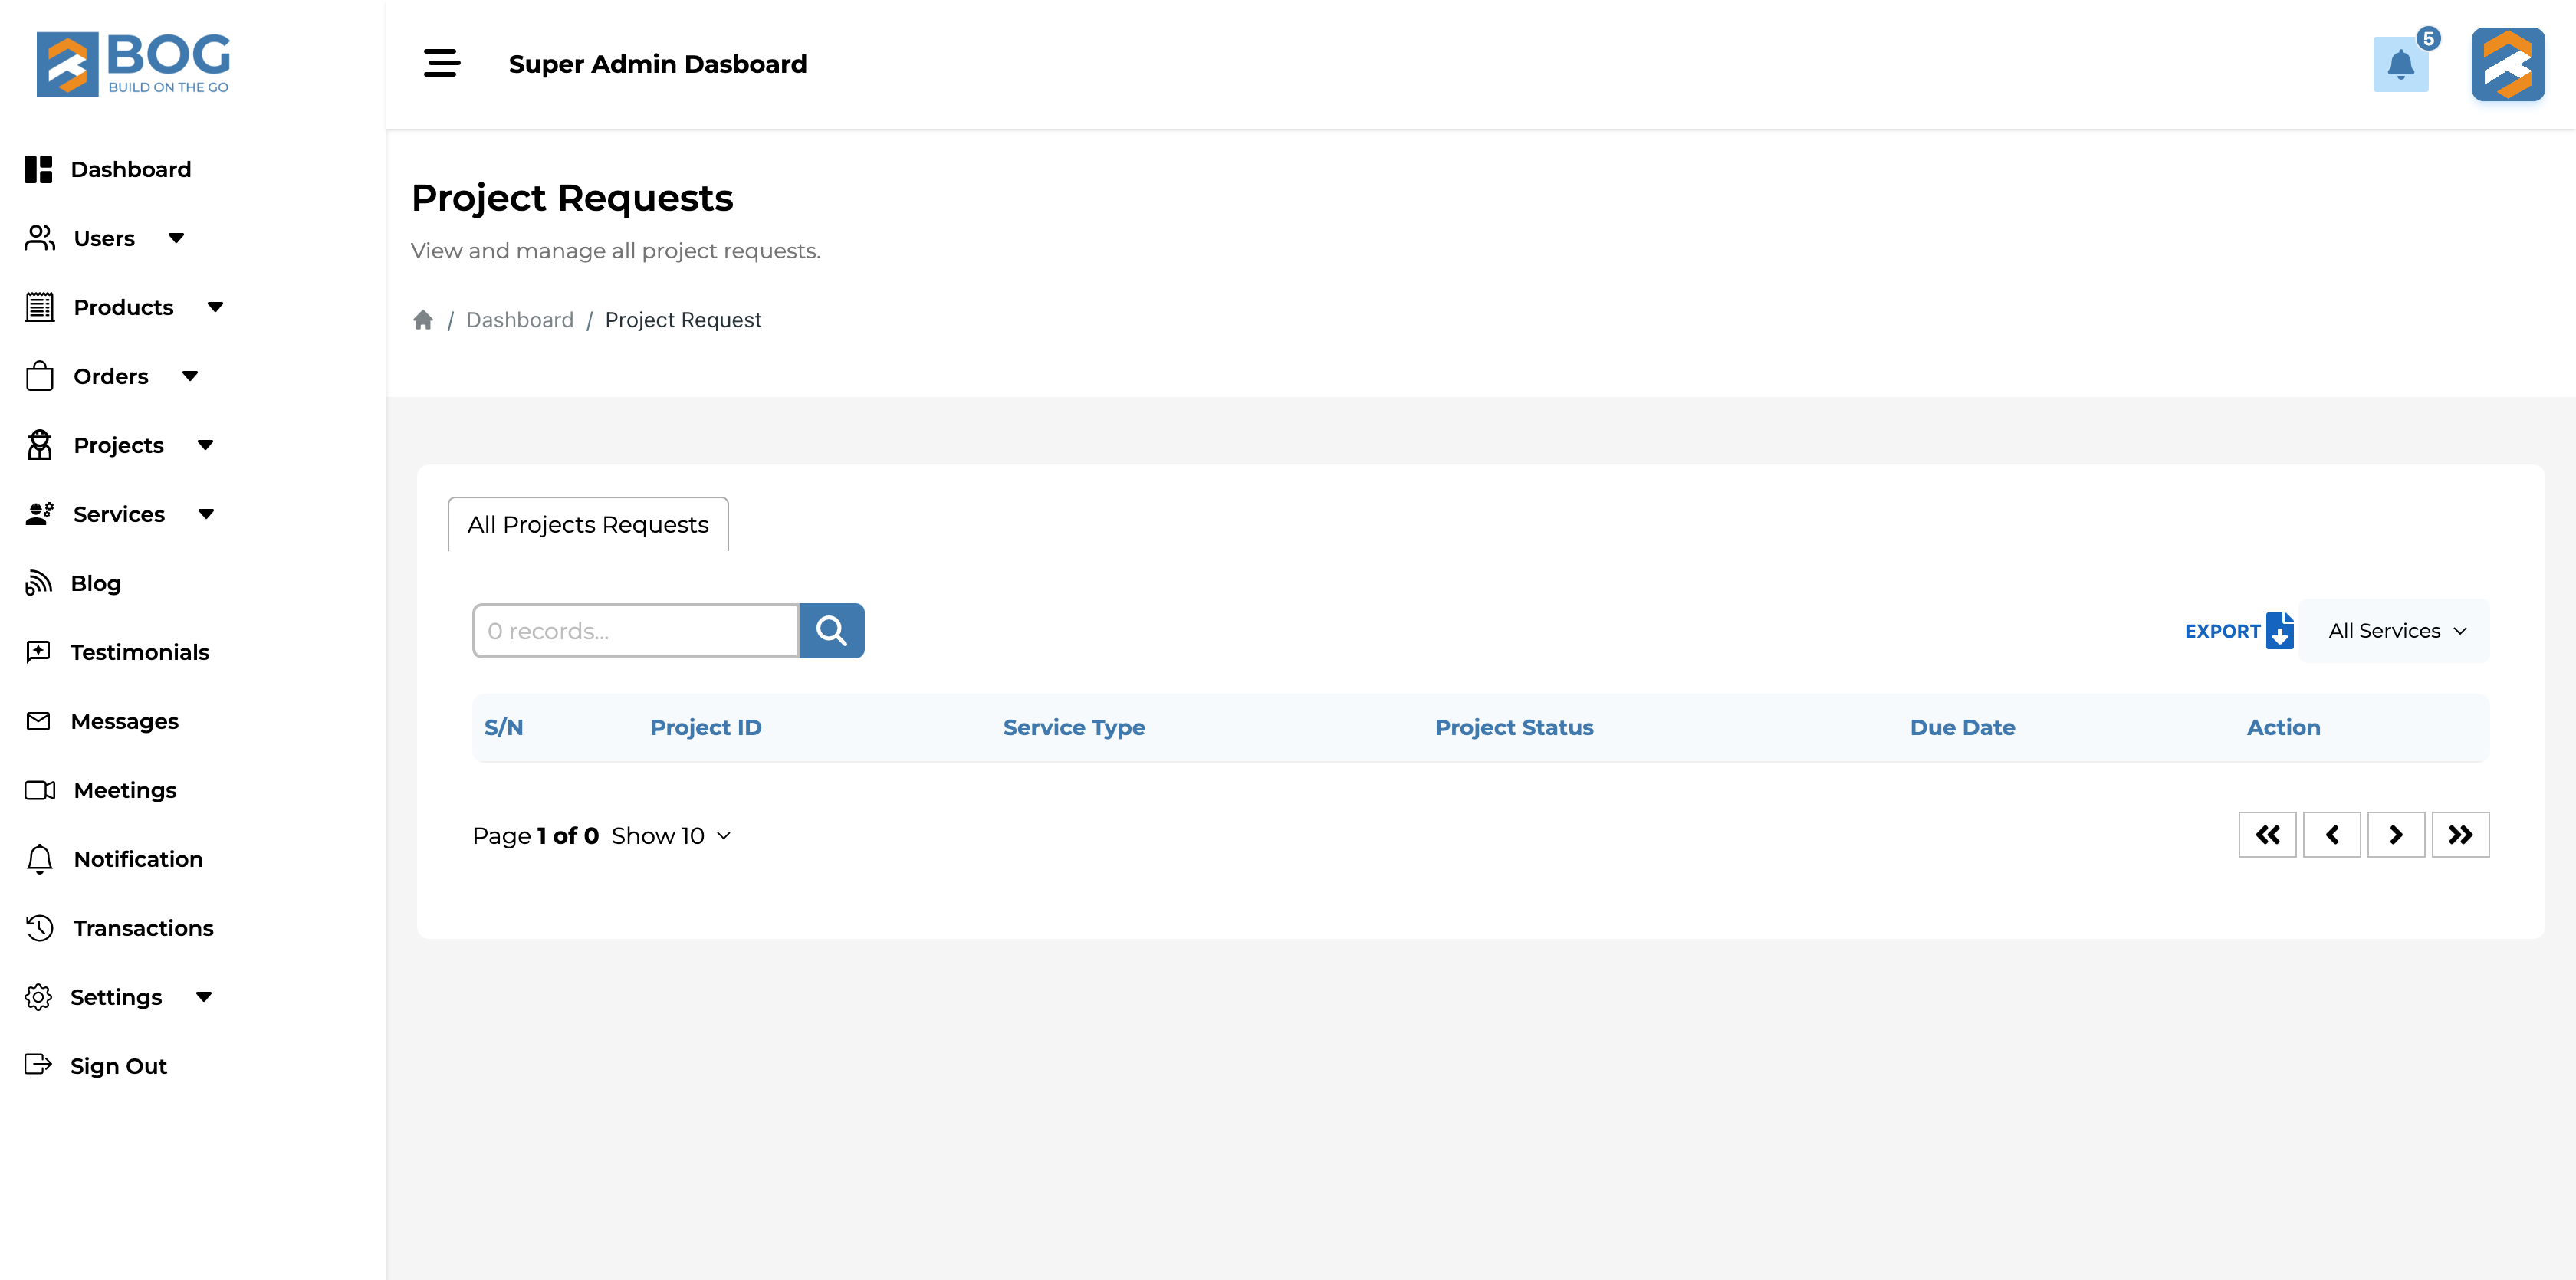 BOG
BUILD ON THE GO
Super Admin Dasboard
5
Dashboard
Users
Products
Orders
Projects
Services
Blog
Testimonials
Messages
Meetings
Notification
Transactions
Settings
Sign Out
Project Requests
View and manage all project requests.
/ Dashboard / Project Request
All Projects Requests
0 records...
EXPORT
All Services
S/N Project ID Service Type Project Status Due Date Action
Page 1 of 0 Show 10